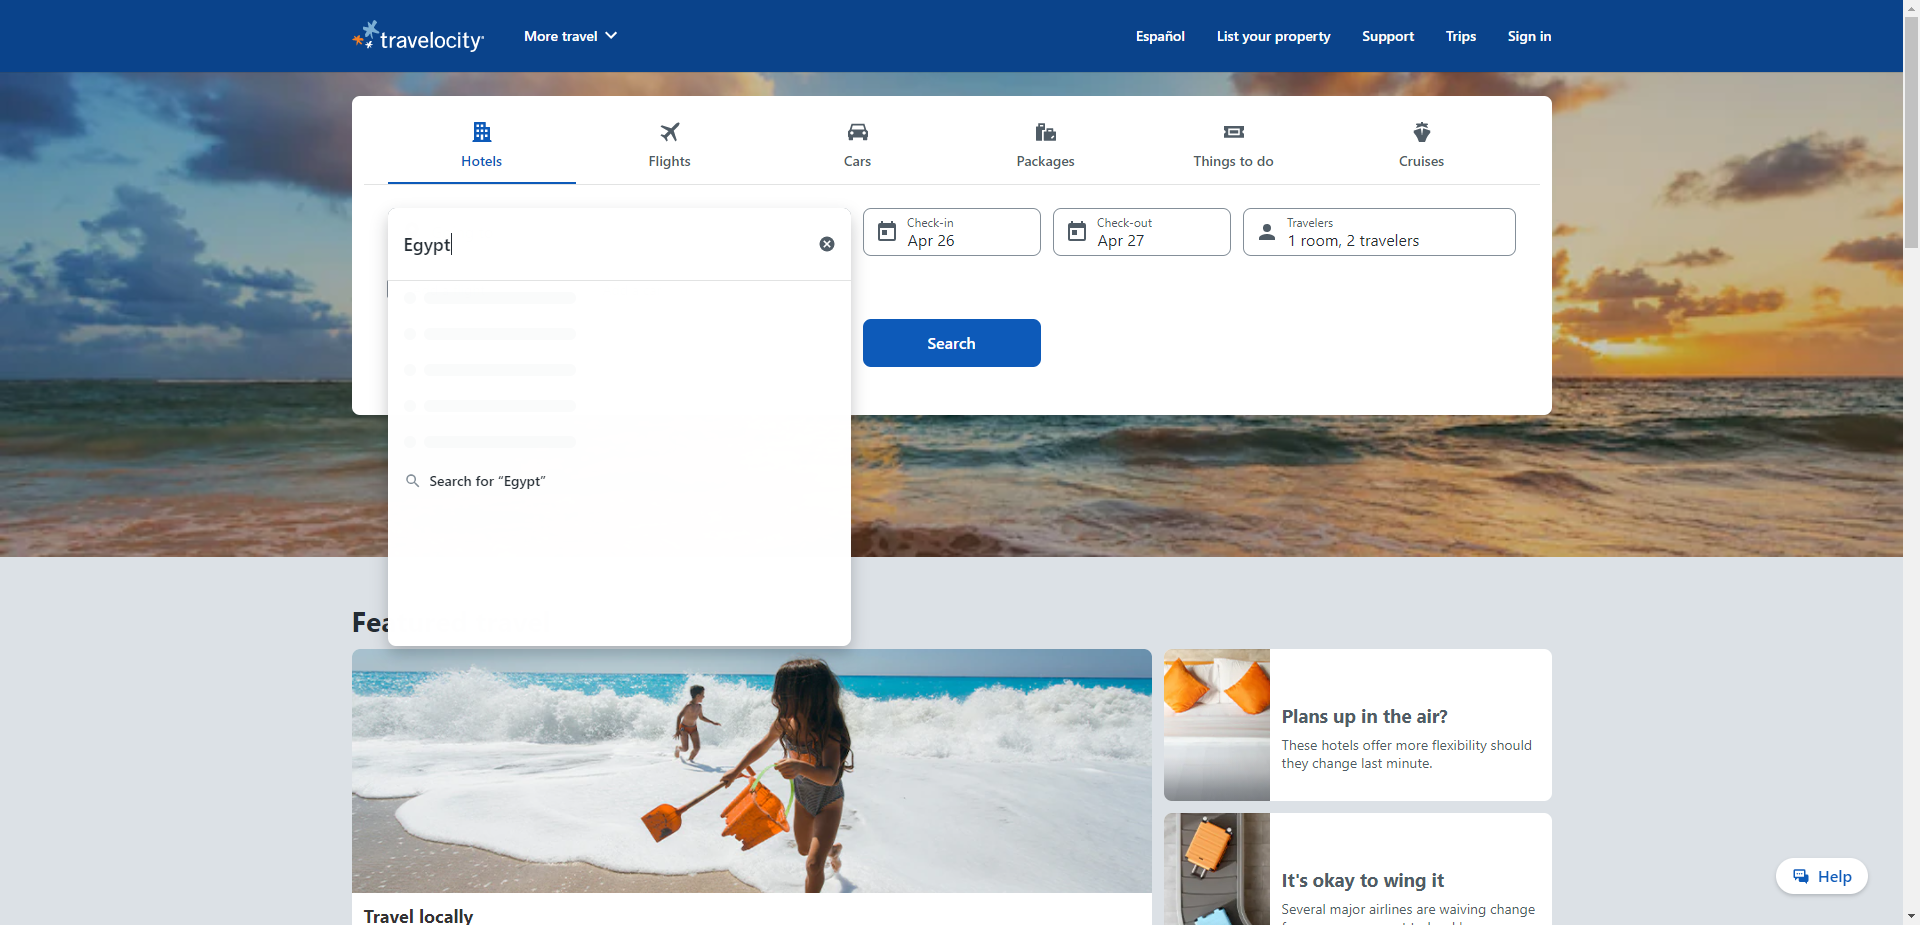 travelocity
More travel
Español
List your property
Support
Trips
Sign in
Hotels
Flights
Cars
Packages
Things to do
Cruises
Egypt
Check-in
Apr 26
Check-out
Apr 27
Travelers
1 room, 2 travelers
Search
Search for “Egypt”
Plans up in the air?
These hotels offer more flexibility should
they change last minute.
It's okay to wing it
Several major airlines are waiving change
Travel locally
Help